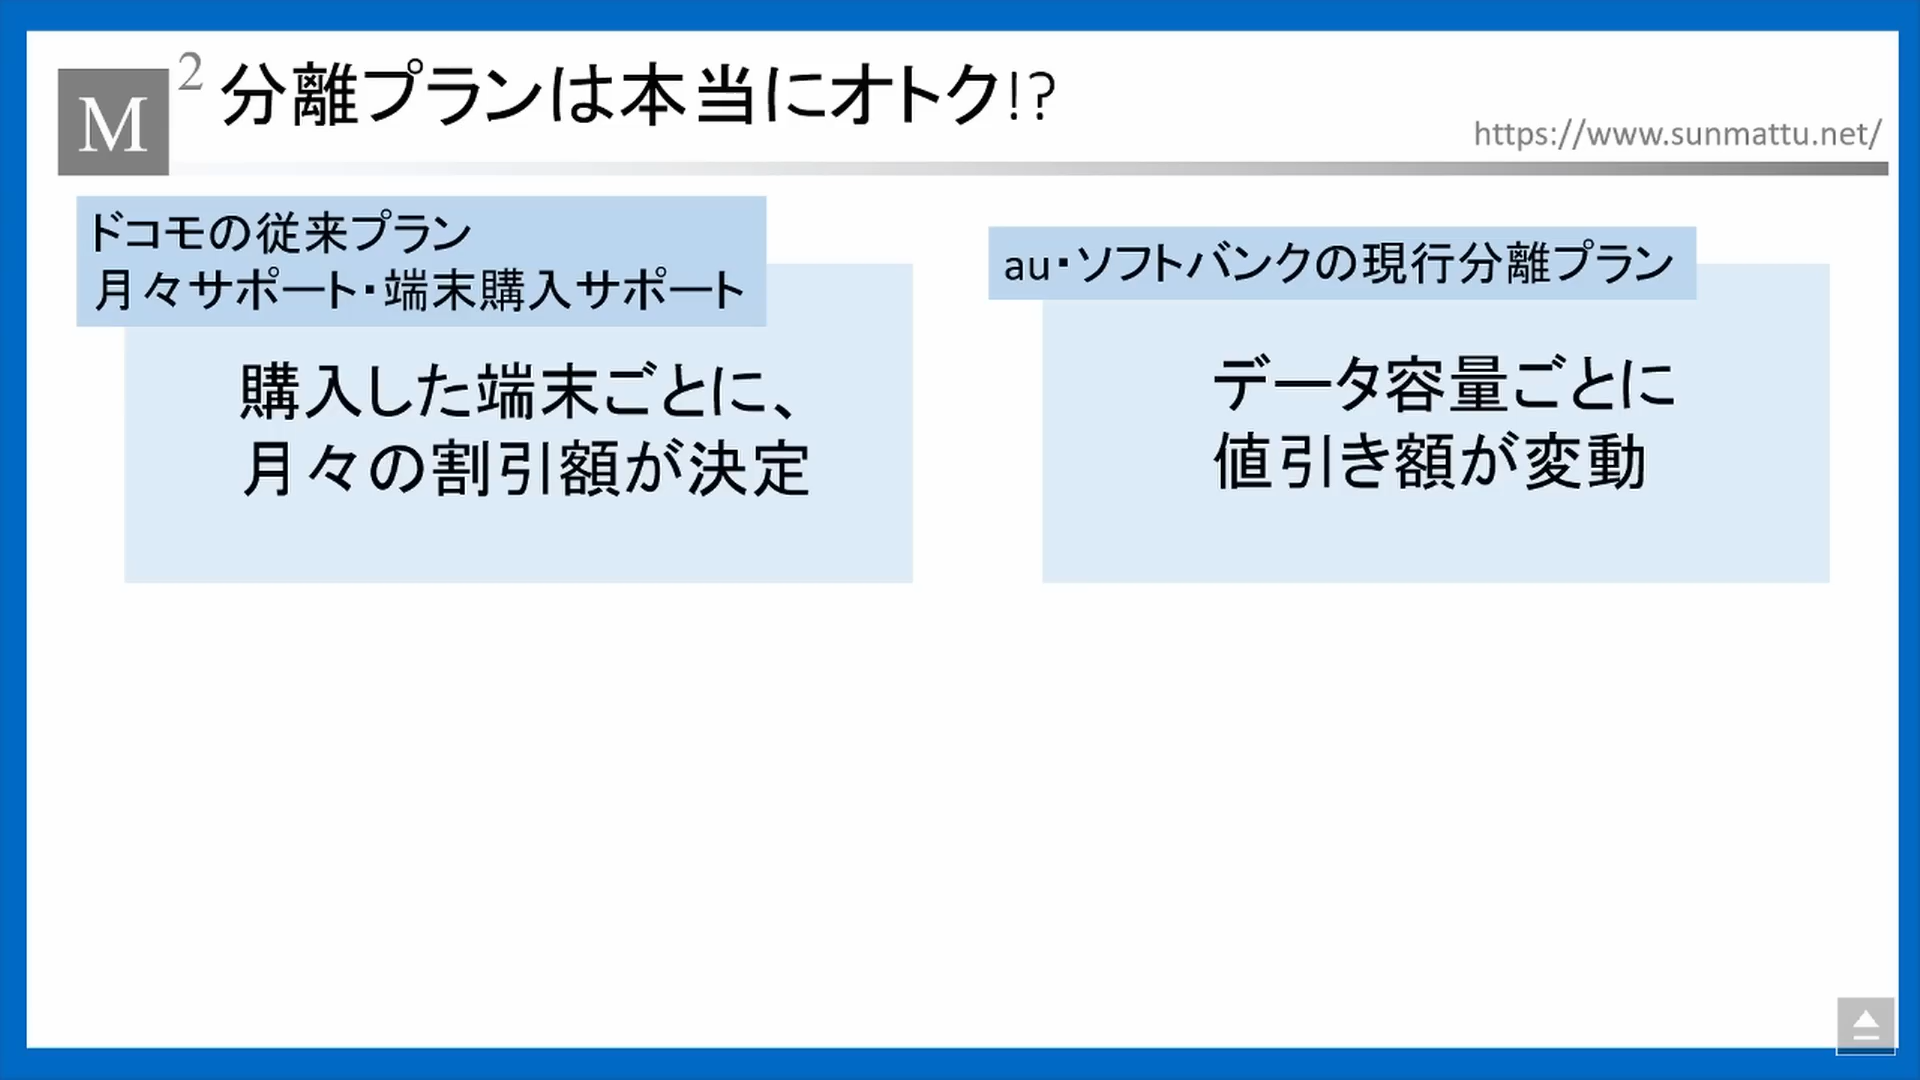 M
2
分離プランは本当にオトク!?
https://www.sunmattu.net/
ドコモの従来プラン
月々サポート・端末購入サポート
購入した端末ごとに、
月々の割引額が決定
au・ソフトバンクの現行分離プラン
データ容量ごとに
値引き額が変動